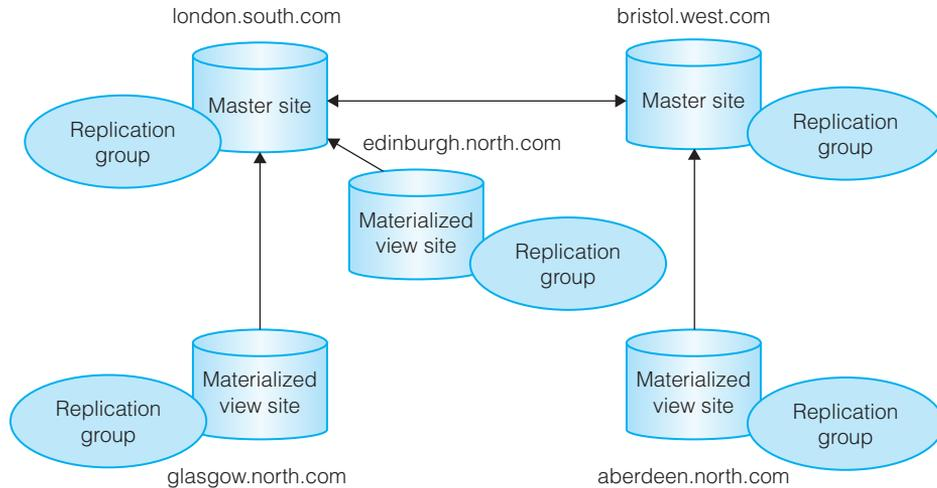 london.south.com
bristol.west.com
Master site
Replication
group
Master site
Replication
group
edinburgh.north.com
Materialized
view site
Replication
group
Materialized
view site
Replication
group
glasgow.north.com
Materialized
view site
Replication
group
aberdeen.north.com